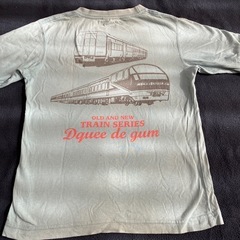 OLD AND NEW
TRAIN SERIES
Dquee de gum